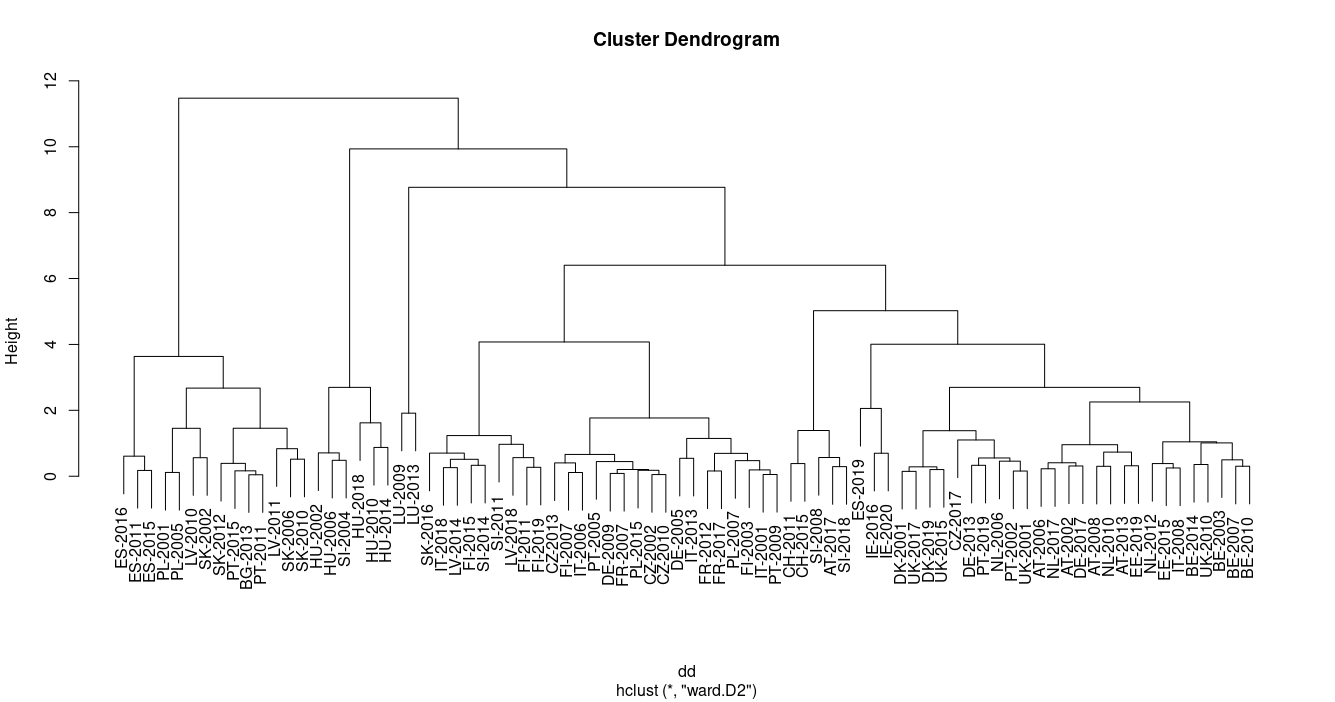 Cluster Dendrogram
Height
12
10
8
6
4
2
0
ES-2016
ES-2011
ES-2015
PL-2001
PL-2005
LV-2010
SK-2002
SK-2012
PT-2015
BG-2013
PT-2011
LV-2011
SK-2006
SK-2010
HU-2002
HU-2006
SI-2004
HU-2018
HU-2010
HU-2014
LU-2009
LU-2013
SK-2016
IT-2018
LV-2014
FI-2015
SI-2014
SI-2011
LV-2018
FI-2011
FI-2019
CZ-2013
FI-2007
IT-2006
PT-2005
DE-2009
FR-2007
PL-2015
CZ-2002
CZ-2010
DE-2005
IT-2013
FR-2012
FR-2017
PL-2007
FI-2003
IT-2001
PT-2009
CH-2011
CH-2015
SI-2008
AT-2017
SI-2018
ES-2019
IE-2016
IE-2020
DK-2001
UK-2017
DK-2019
UK-2015
CZ-2017
DE-2013
PT-2019
NL-2006
PT-2002
UK-2001
AT-2006
NL-2017
AT-2002
DE-2017
AT-2008
NL-2010
AT-2013
EE-2019
NL-2012
EE-2015
IT-2008
BE-2014
UK-2010
BE-2003
BE-2007
BE-2010
dd
hclust (*, "ward.D2")